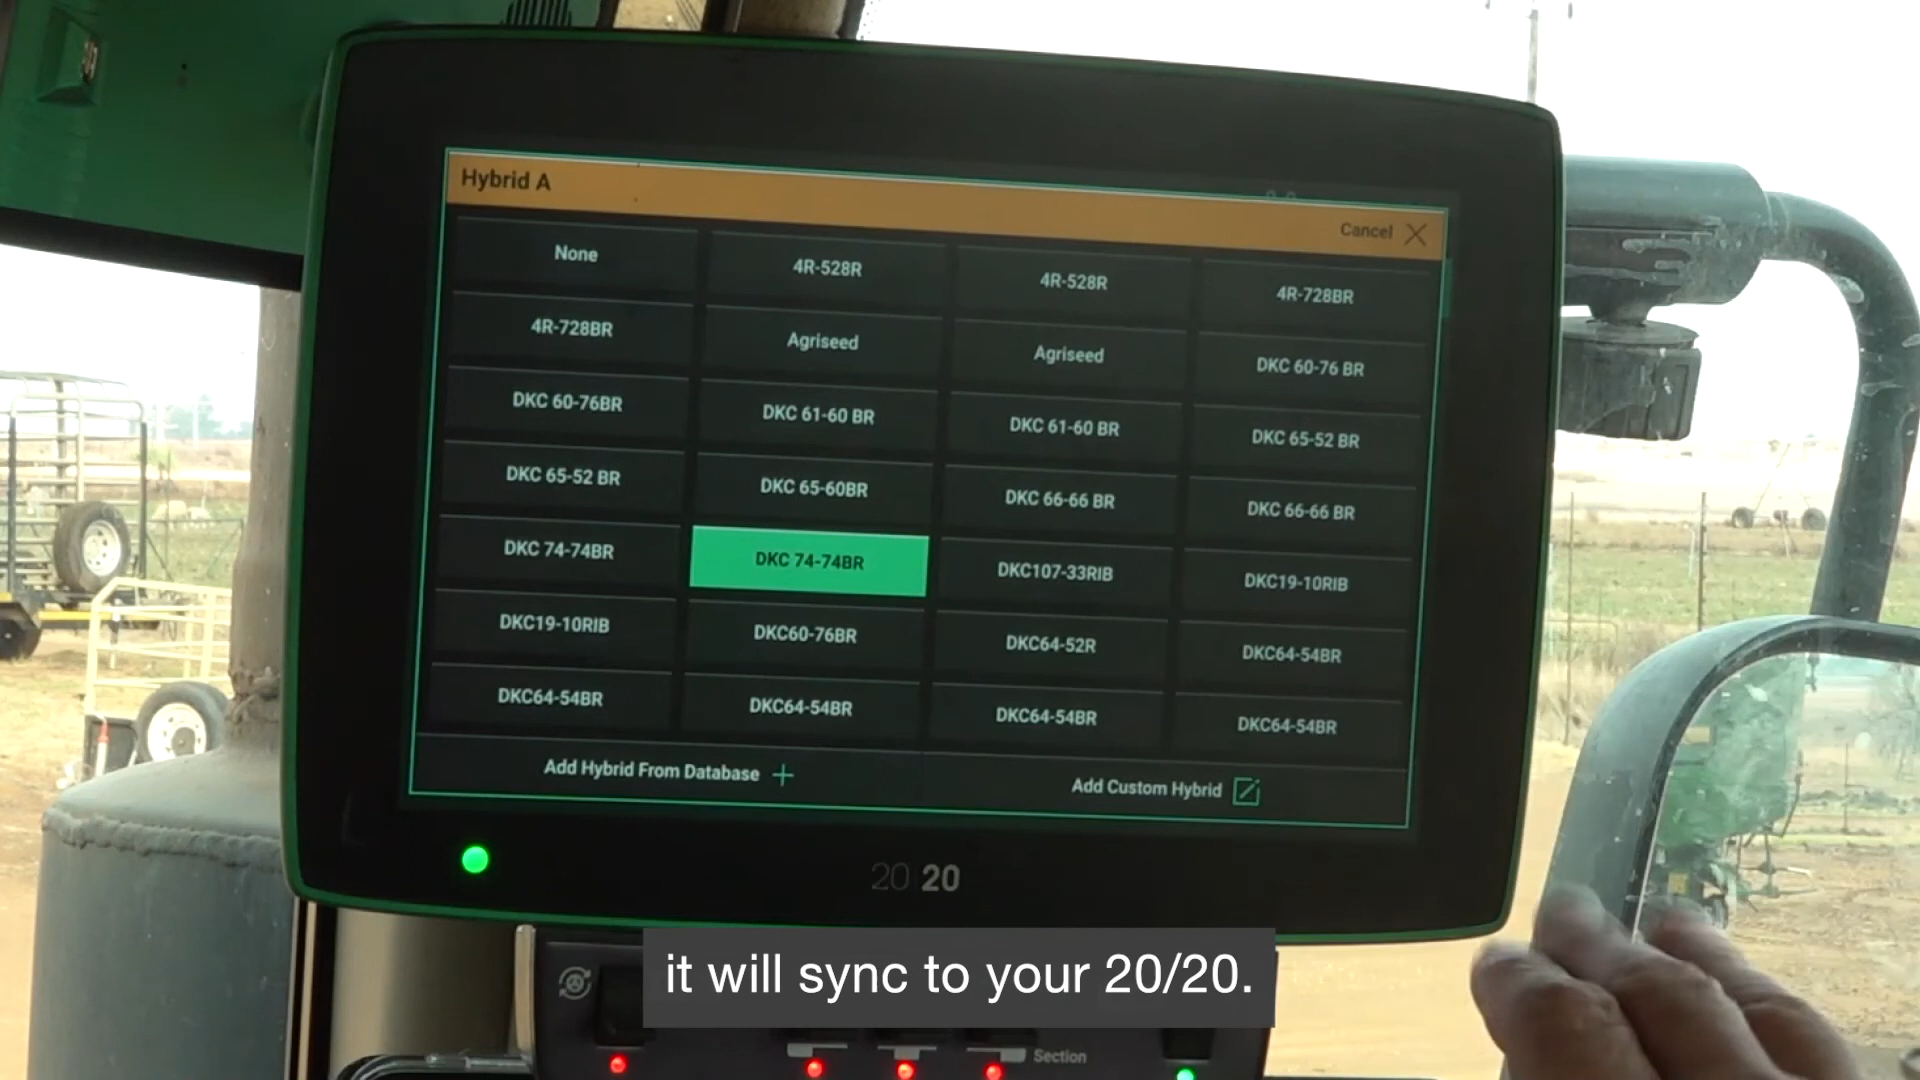 Hybrid A
Cancel
None
4R-528R
4R-528R
4R-728BR
4R-728BR
Agriseed
Agriseed
DKC 60-76 BR
DKC 60-76BR
DKC 61-60 BR
DKC 61-60 BR
DKC 65-52 BR
DKC 65-52 BR
DKC 65-60BR
DKC 66-66 BR
DKC 66-66 BR
DKC 74-74BR
DKC 74-74BR
DKC107-33RIB
DKC19-10RIB
DKC19-10RIB
DKC60-76BR
DKC64-52R
DKC64-54BR
DKC64-54BR
DKC64-54BR
DKC64-54BR
DKC64-54BR
Add Hybrid From Database
Add Custom Hybrid
20|20
it will sync to your 20/20.
Section